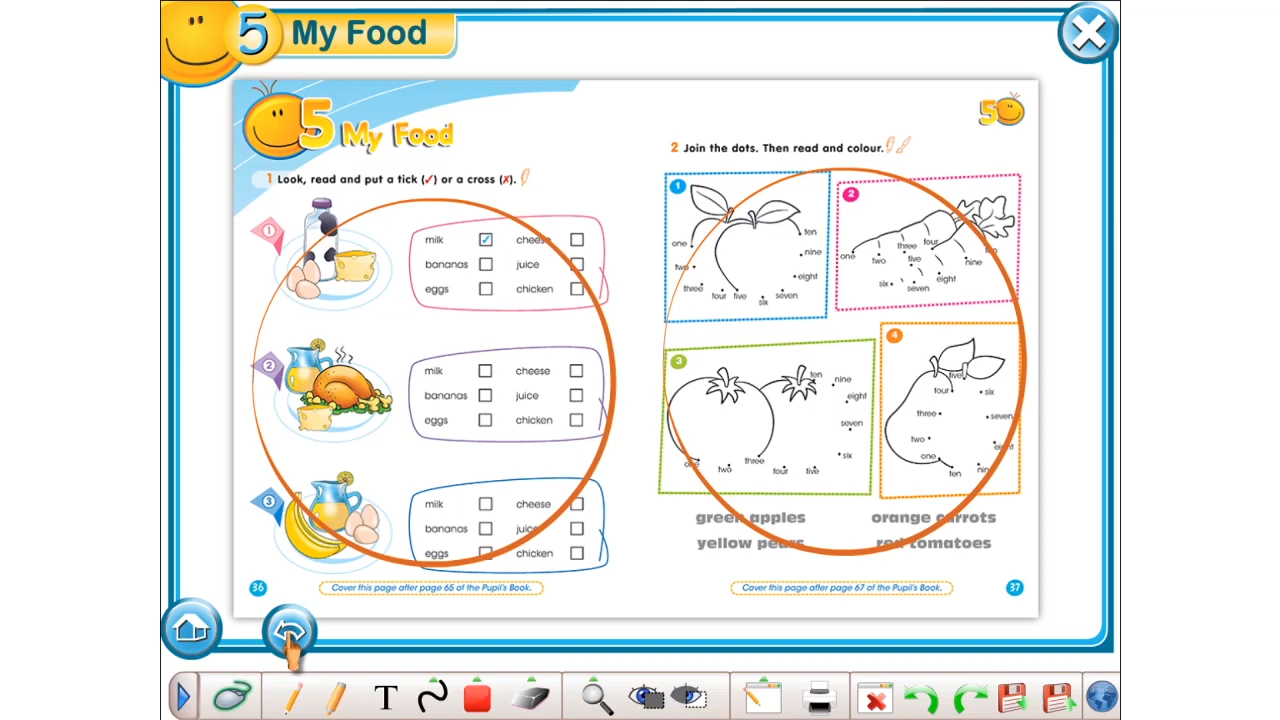 5 My Food
5 My Food
5
1 Look, read and put a tick (✓) or a cross (✗).
1
milk ✓ cheese
bananas juice
eggs chicken
2
milk cheese
bananas juice
eggs chicken
3
milk cheese
bananas juice
eggs chicken
36
Cover this page after page 65 of the Pupil's Book.
2 Join the dots. Then read and colour.
1
one
two
three
four
five
six
seven
eight
nine
ten
2
one
two
three
four
five
six
seven
eight
nine
ten
3
one
two
three
four
five
six
seven
eight
nine
ten
4
one
two
three
four
five
six
seven
eight
nine
ten
green apples orange carrots
yellow pears red tomatoes
Cover this page after page 67 of the Pupil's Book.
37
T